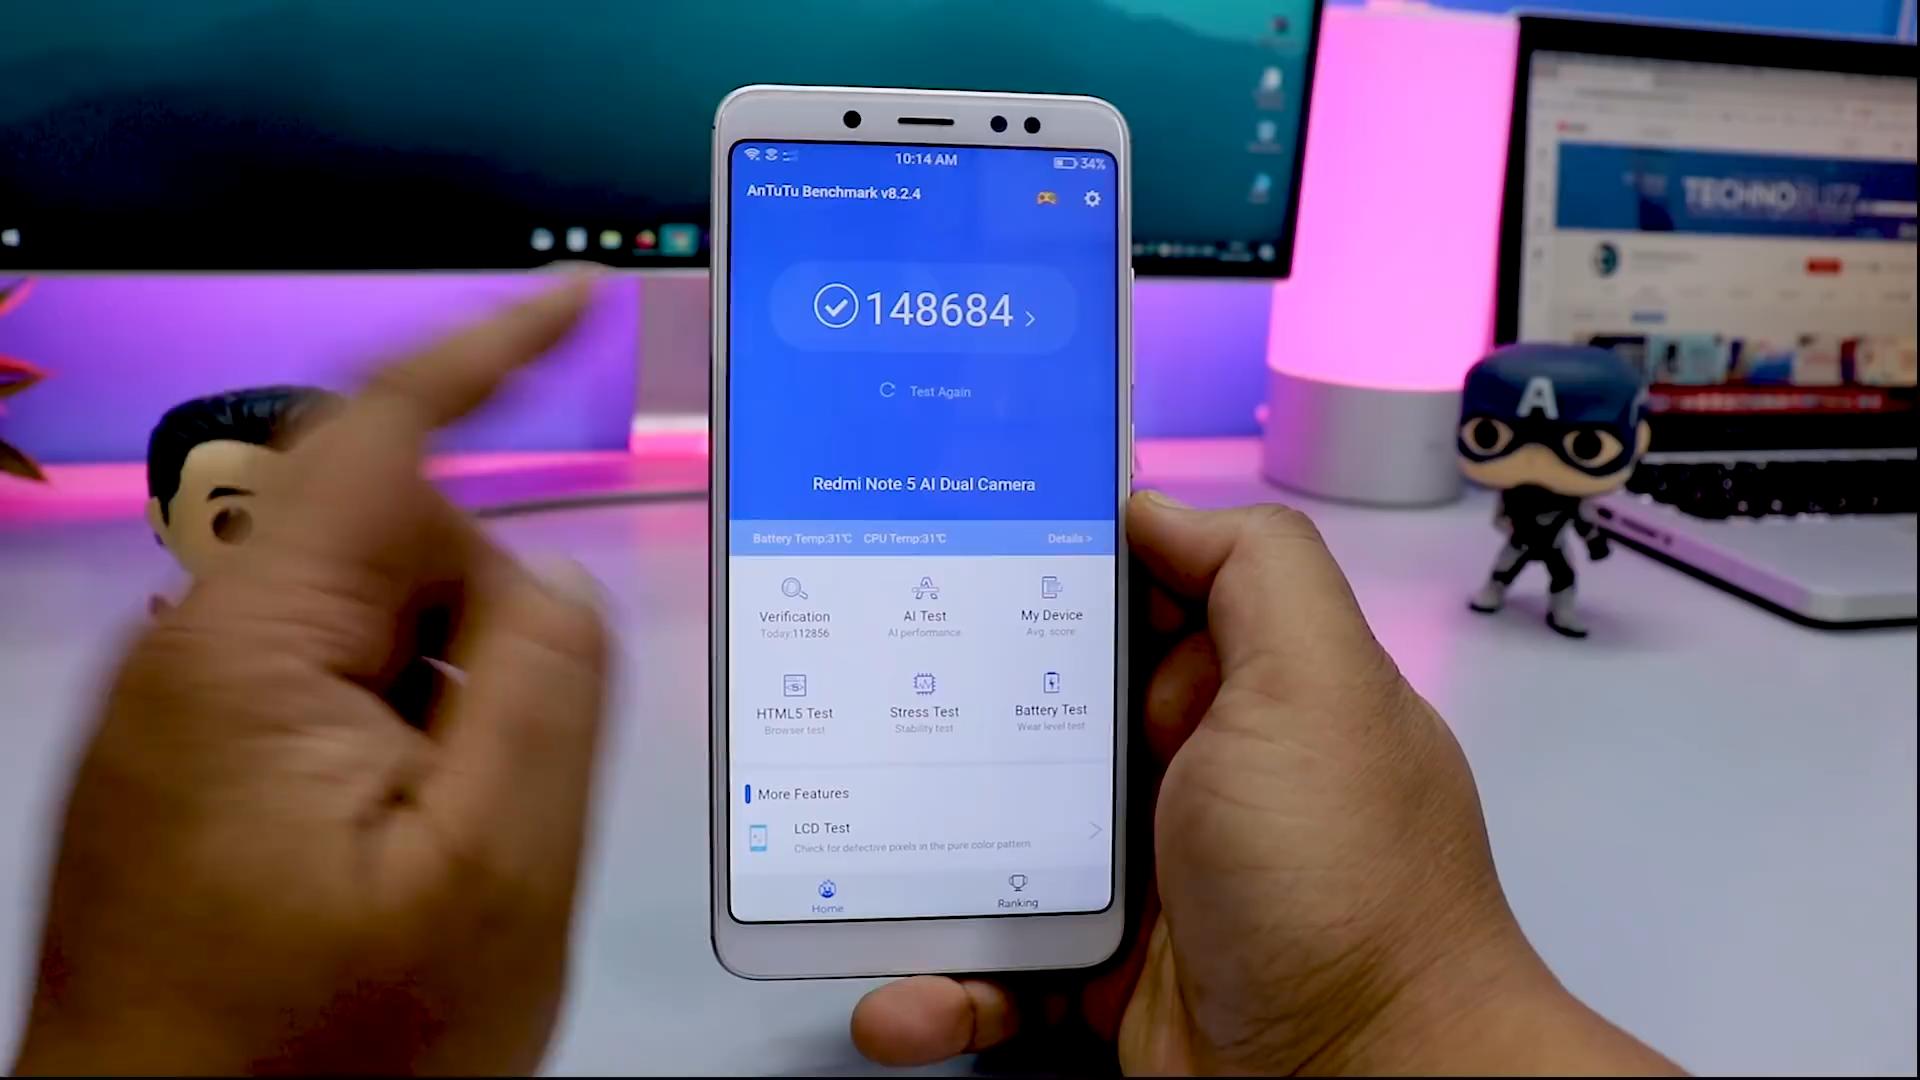 10:14 AM
34%
AnTuTu Benchmark v8.2.4
148684
Test Again
Redmi Note 5 AI Dual Camera
Battery Temp:31℃ CPU Temp:31℃ Details >
Verification AI Test My Device
Today:112856 AI performance Avg. score
HTML5 Test Stress Test Battery Test
Browser test Stability test Wear level test
More Features
LCD Test
Check for defective pixels in the pure color pattern.
Home Ranking
TECHNOBUZZ
A